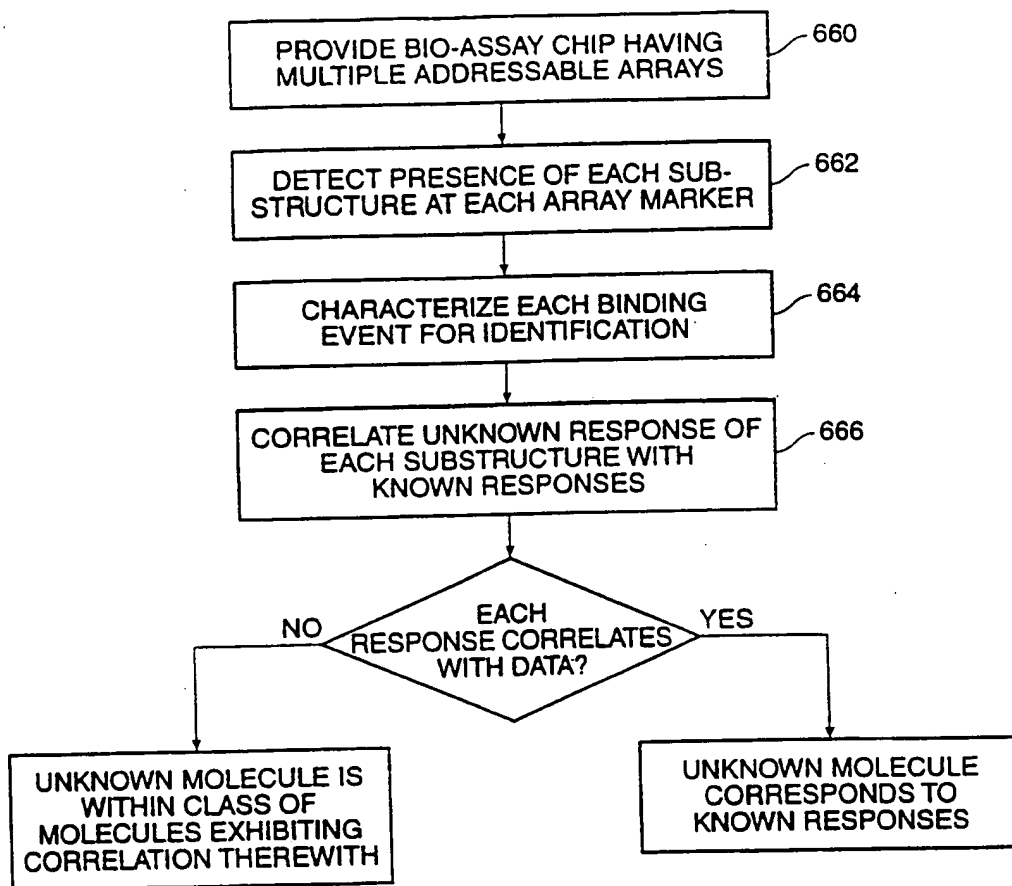 PROVIDE BIO-ASSAY CHIP HAVING
MULTIPLE ADDRESSABLE ARRAYS
660
DETECT PRESENCE OF EACH SUB-
STRUCTURE AT EACH ARRAY MARKER
662
CHARACTERIZE EACH BINDING
EVENT FOR IDENTIFICATION
664
CORRELATE UNKNOWN RESPONSE OF
EACH SUBSTRUCTURE WITH
KNOWN RESPONSES
666
EACH
RESPONSE CORRELATES
WITH DATA?
NO
YES
UNKNOWN MOLECULE IS
WITHIN CLASS OF
MOLECULES EXHIBITING
CORRELATION THEREWITH
UNKNOWN MOLECULE
CORRESPONDS TO
KNOWN RESPONSES